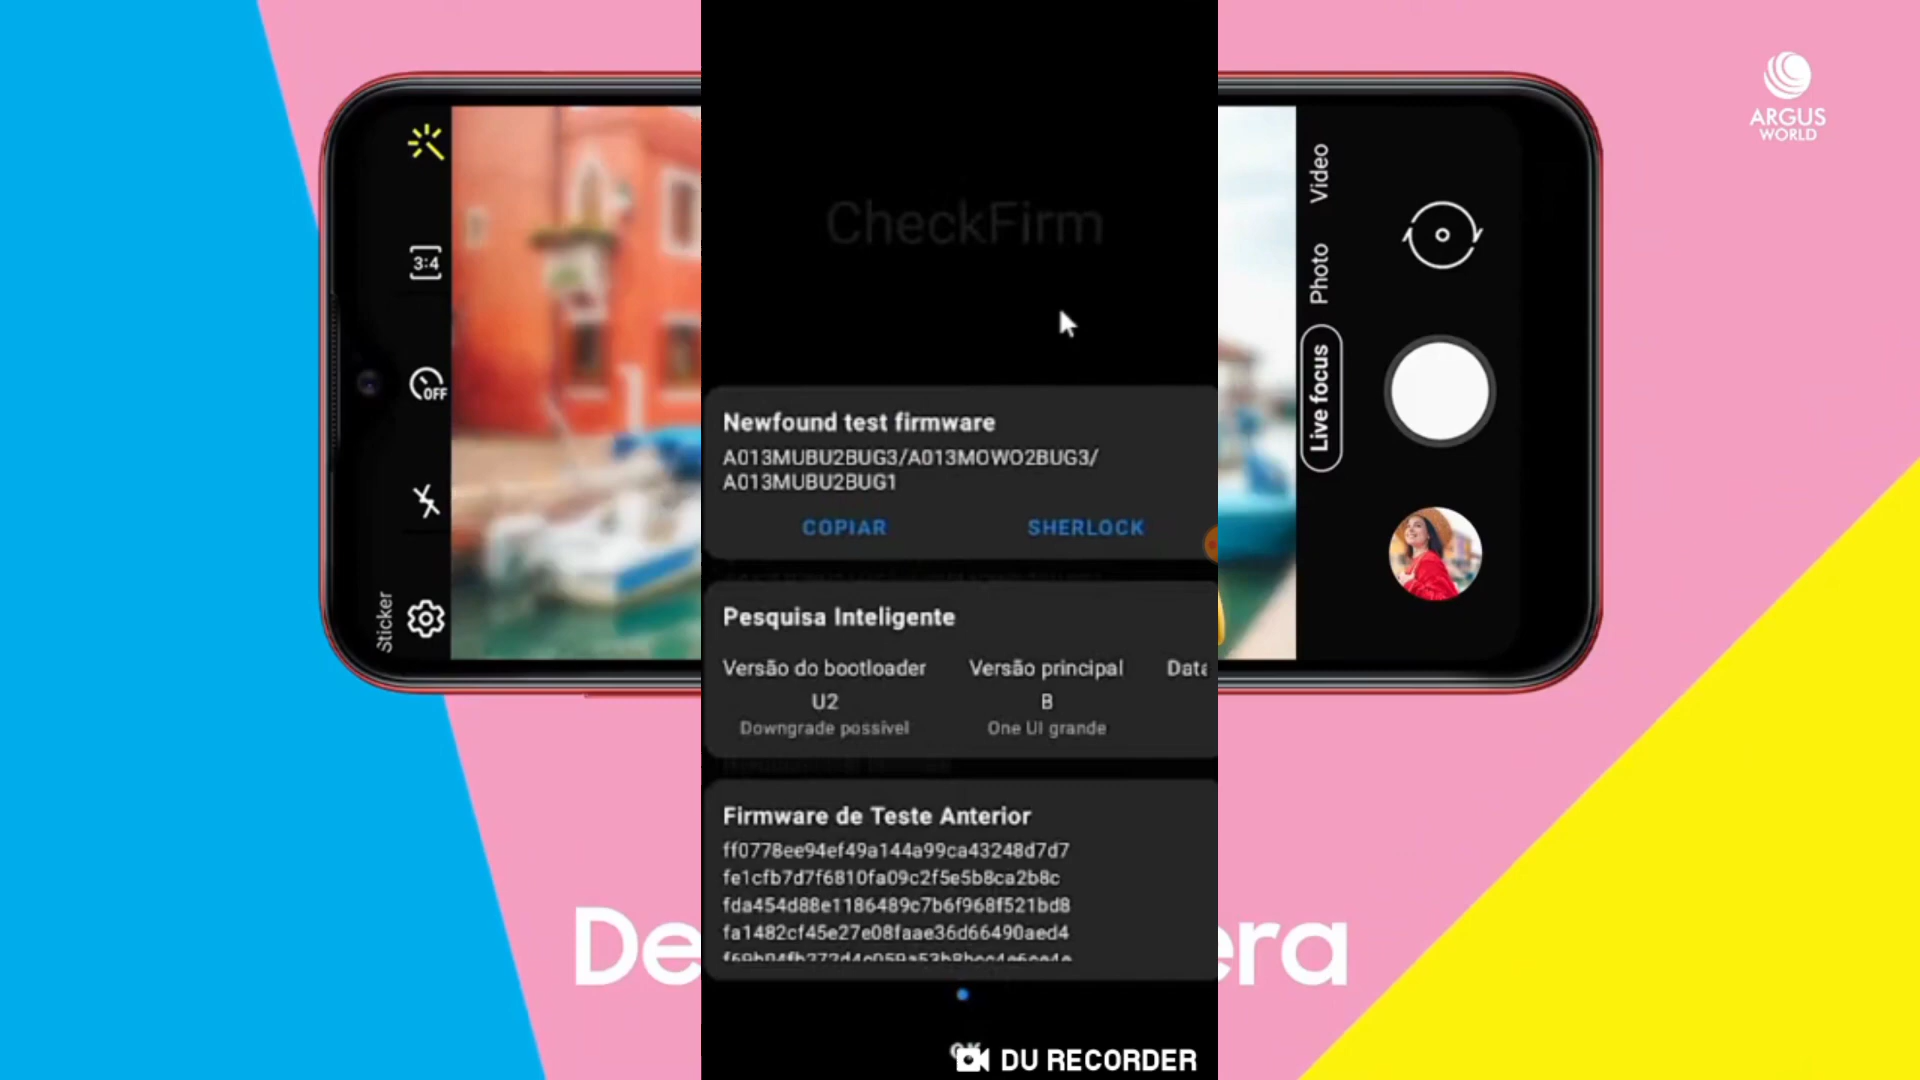 ARGUS
WORLD
3:4
OFF
Sticker
Video
Photo
Live focus
CheckFirm
Newfound test firmware
A013MUBU2BUG3/A013MOWO2BUG3/
A013MUBU2BUG1
COPIAR SHERLOCK
Pesquisa Inteligente
Versão do bootloader Versão principal Data
U2 B
Downgrade possível One UI grande
Firmware de Teste Anterior
ff0778ee94ef49a144a99ca43248d7d7
fe1cfb7d7f6810fa09c2f5e5b8ca2b8c
fda454d88e1186489c7b6f968f521bd8
fa1482cf45e27e08faae36d66490aed4
De era
OK
DU RECORDER